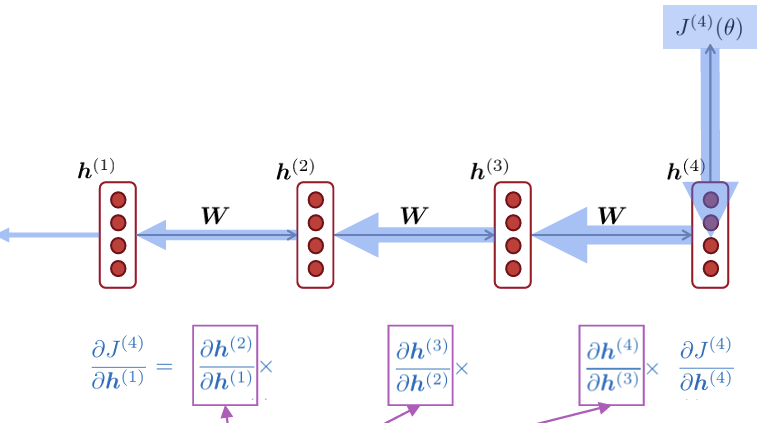 J⁽⁴⁾(θ)
h⁽¹⁾ h⁽²⁾ h⁽³⁾ h⁽⁴⁾
W W W
∂J⁽⁴⁾/∂h⁽¹⁾ = ∂h⁽²⁾/∂h⁽¹⁾ × ∂h⁽³⁾/∂h⁽²⁾ × ∂h⁽⁴⁾/∂h⁽³⁾ × ∂J⁽⁴⁾/∂h⁽⁴⁾